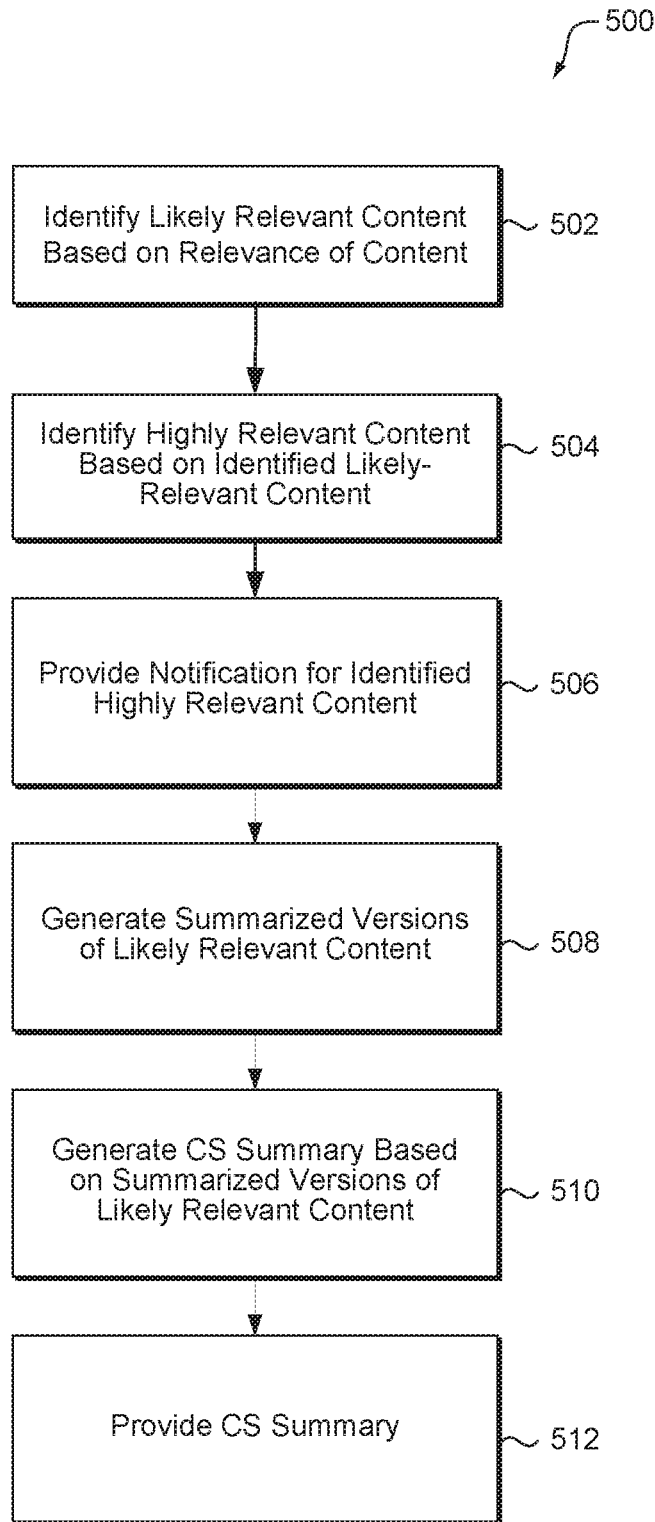 500
Identify Likely Relevant Content
Based on Relevance of Content
502
Identify Highly Relevant Content
Based on Identified Likely-
Relevant Content
504
Provide Notification for Identified
Highly Relevant Content
506
Generate Summarized Versions
of Likely Relevant Content
508
Generate CS Summary Based
on Summarized Versions of
Likely Relevant Content
510
Provide CS Summary
512